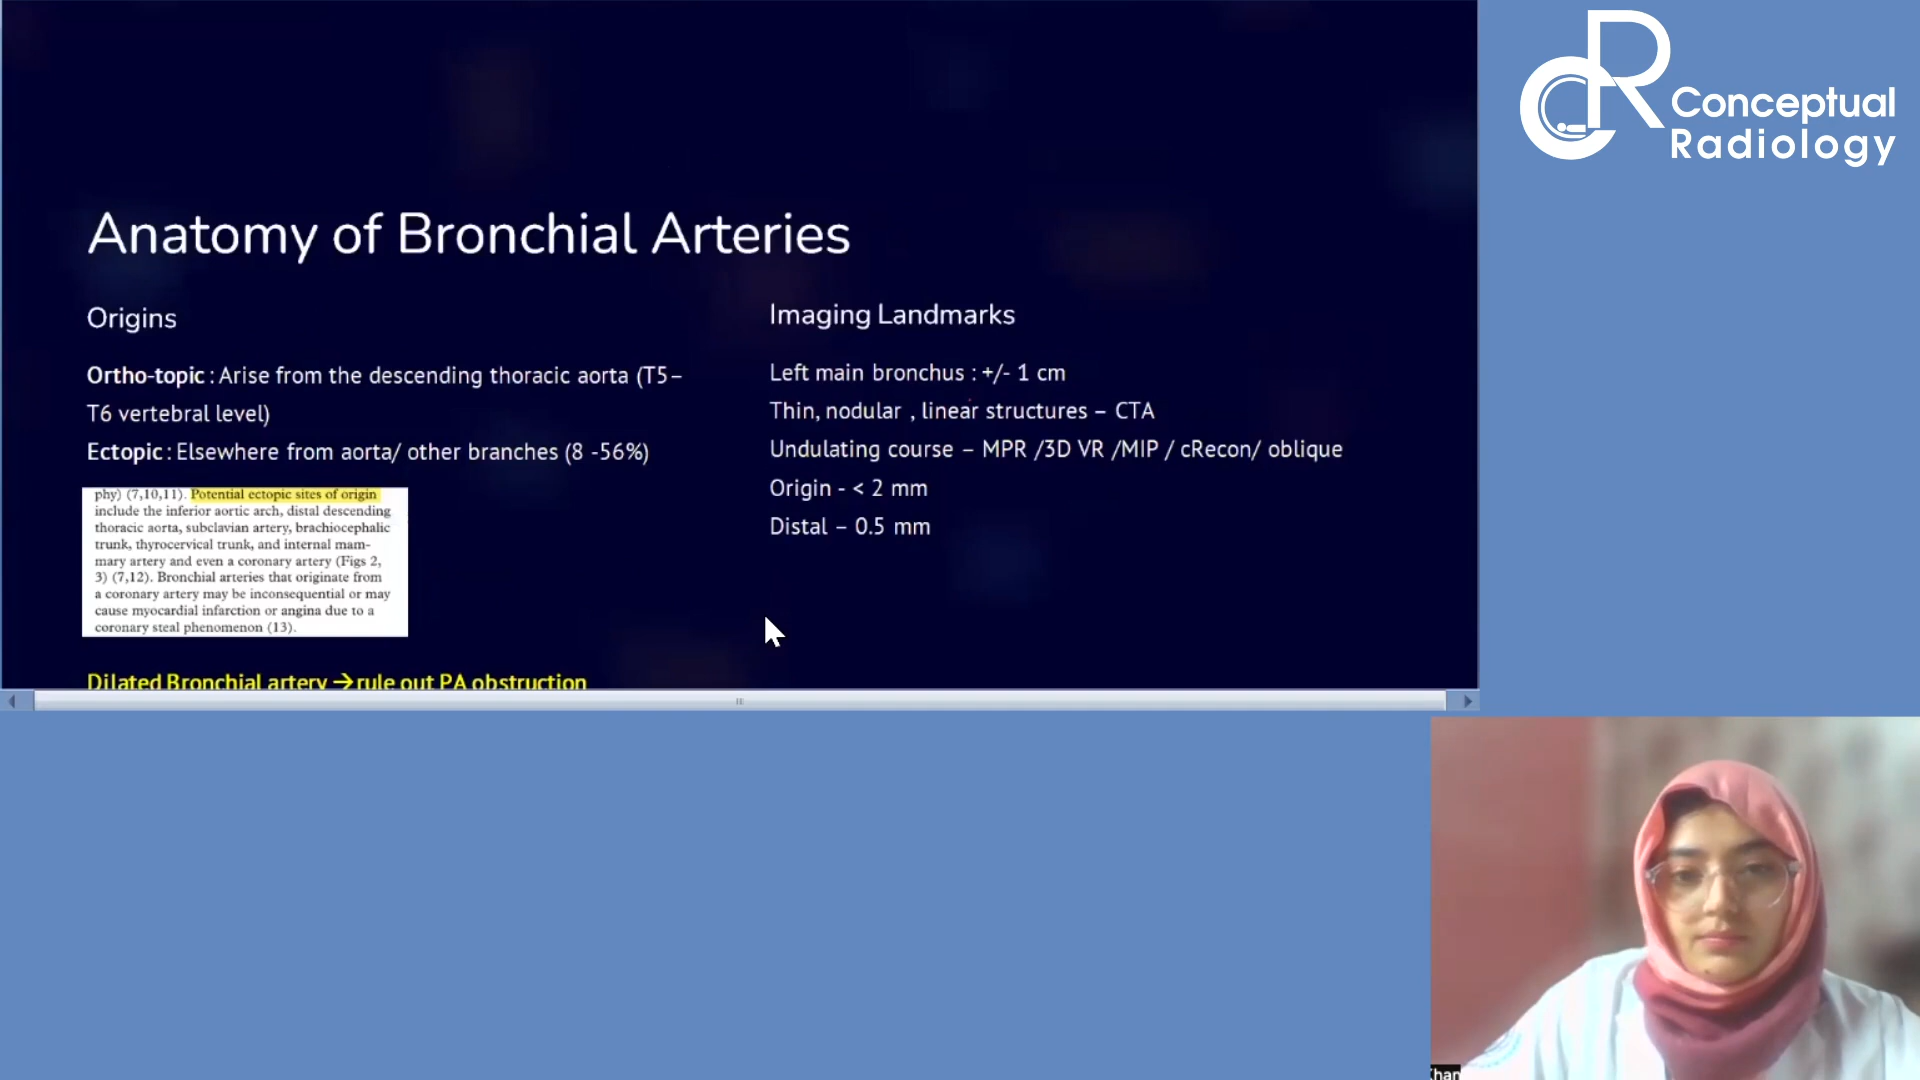 Conceptual
Radiology
Anatomy of Bronchial Arteries
Origins
Ortho-topic : Arise from the descending thoracic aorta (T5–
T6 vertebral level)
Ectopic : Elsewhere from aorta/ other branches (8 -56%)
phy) (7,10,11). Potential ectopic sites of origin
include the inferior aortic arch, distal descending
thoracic aorta, subclavian artery, brachiocephalic
trunk, thyrocervical trunk, and internal mam-
mary artery and even a coronary artery (Figs 2,
3) (7,12). Bronchial arteries that originate from
a coronary artery may be inconsequential or may
cause myocardial infarction or angina due to a
coronary steal phenomenon (13).
Dilated Bronchial artery → rule out PA obstruction
Imaging Landmarks
Left main bronchus : +/- 1 cm
Thin, nodular , linear structures – CTA
Undulating course – MPR /3D VR /MIP / cRecon/ oblique
Origin - < 2 mm
Distal – 0.5 mm